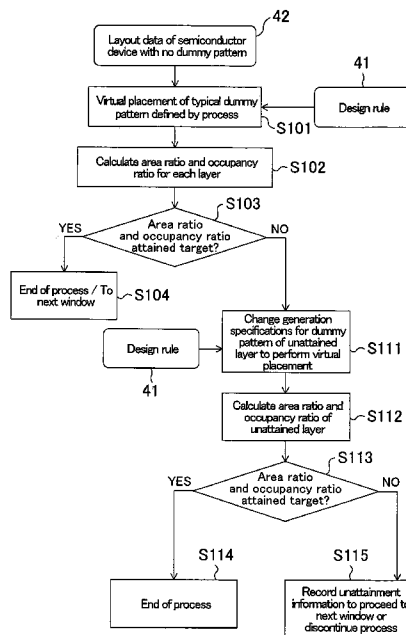 42
Layout data of semiconductor
device with no dummy pattern
41
Virtual placement of typical dummy
pattern defined by process
S101
Design rule
Calculate area ratio and occupancy
ratio for each layer
S102
S103
YES
Area ratio
and occupancy ratio
attained target?
NO
End of process / To
next window
S104
Change generation
specifications for dummy
pattern of unattained
layer to perform virtual
placement
S111
Design rule
41
Calculate area ratio and
occupancy ratio of
unattained layer
S112
S113
YES
Area ratio
and occupancy ratio
attained target?
NO
S114
S115
End of process
Record unattainment
information to proceed to
next window or
discontinue process